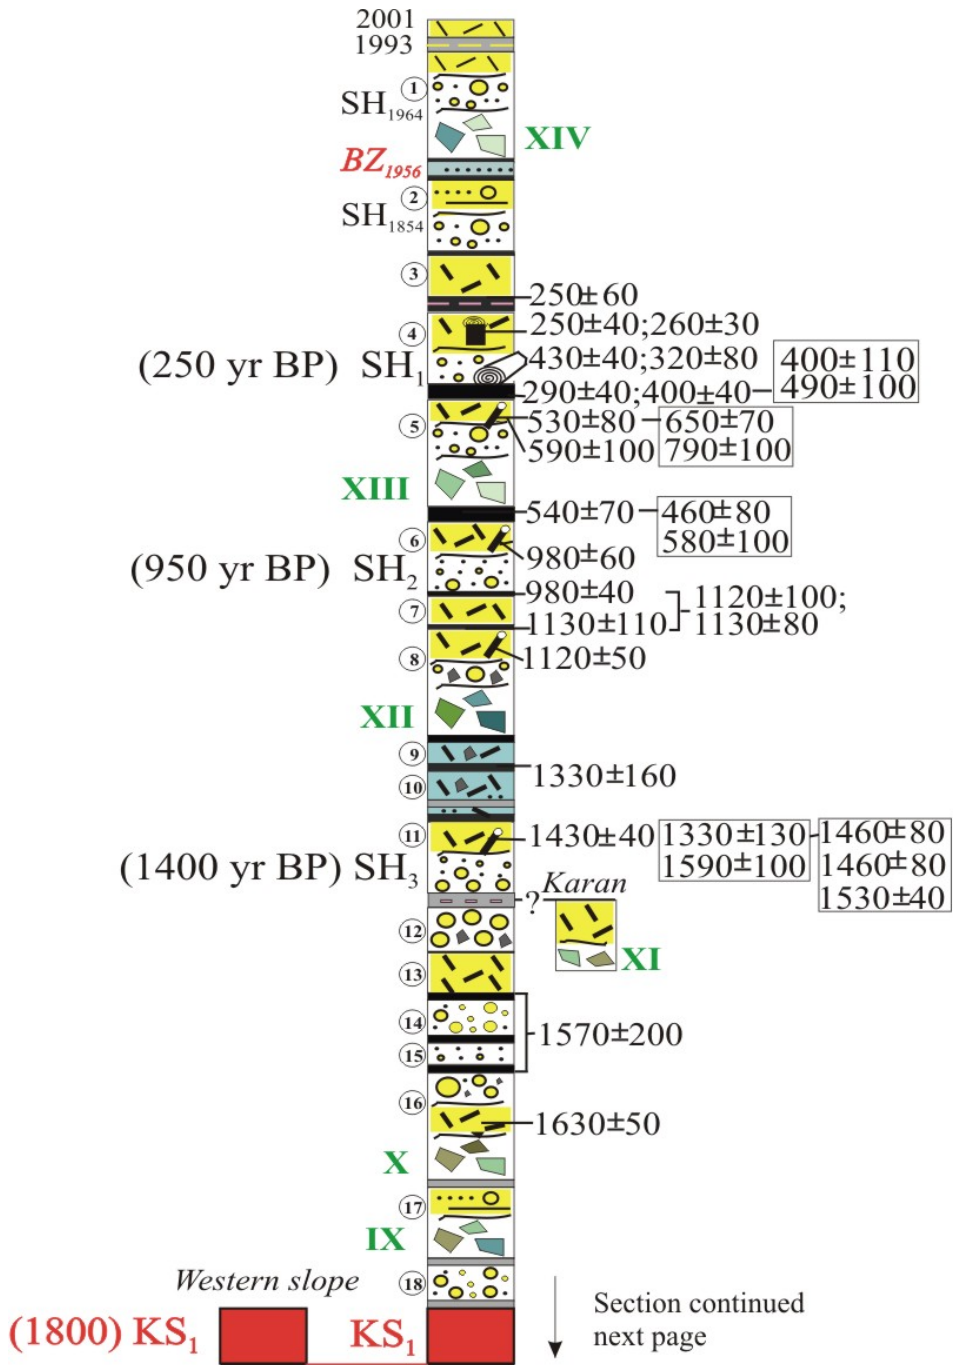 2001
1993
1
SH1964
XIV
BZ1956
2
SH1854
3
250±60
4
250±40;260±30
(250 yr BP) SH1
430±40;320±80
400±110
290±40;400±40
490±100
5
530±80
650±70
590±100
790±100
XIII
540±70
460±80
580±100
6
980±60
(950 yr BP) SH2
980±40
1120±100;
7
1130±110
1130±80
8
1120±50
XII
9
1330±160
10
11
1430±40
1330±130
1460±80
(1400 yr BP) SH3
1590±100
1460±80
Karan
1530±40
?
12
XI
13
14
1570±200
15
16
1630±50
X
17
IX
Western slope
18
Section continued
next page
(1800) KS1
KS1